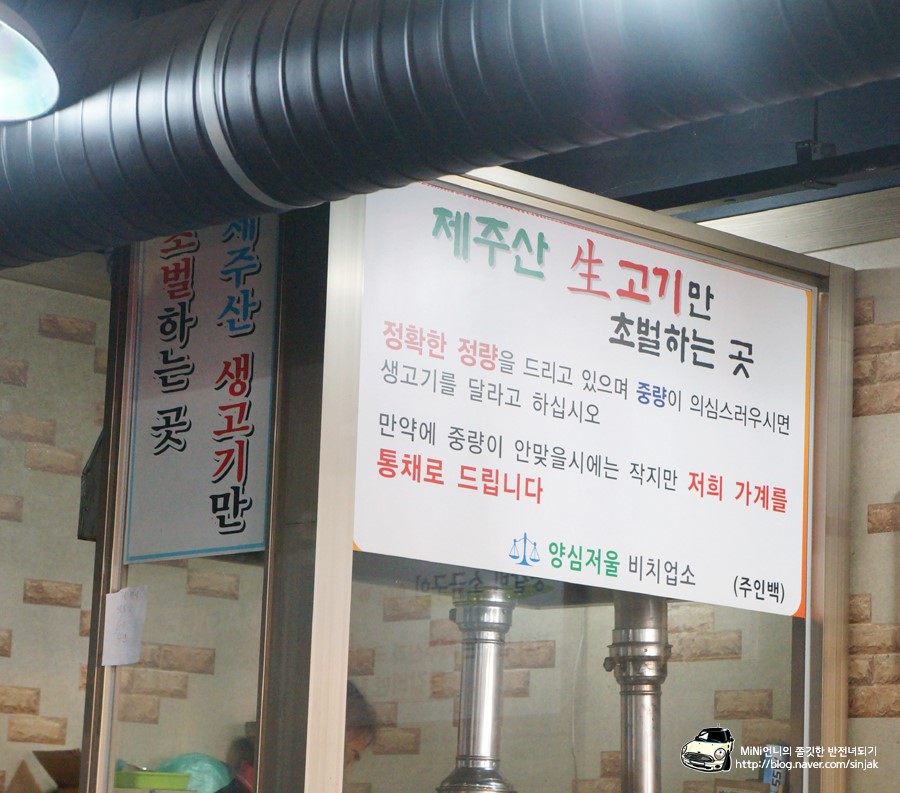 제주산 生고기만
초벌하는 곳
정확한 정량을 드리고 있으며 중량이 의심스러우시면
생고기를 달라고 하십시오
만약에 중량이 안맞을시에는 작지만 저희 가계를
통채로 드립니다
양심저울 비치업소 (주인백)
제주산 생고기만
초벌하는 곳
MiNi언니의 쫄깃한 반전녀되기
http://blog.naver.com/sinjak